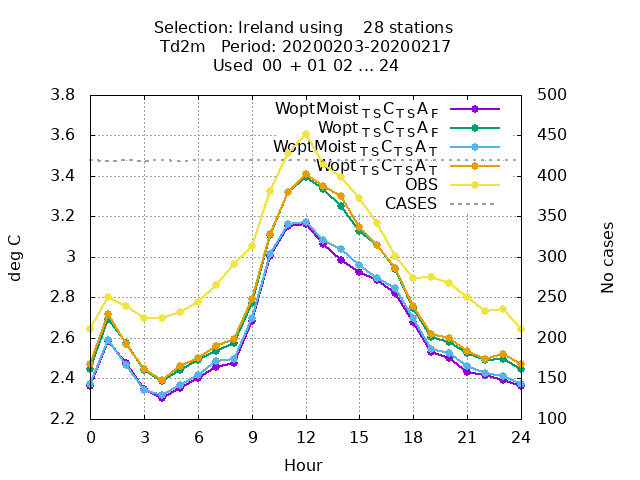 Selection: Ireland using 28 stations
Td2m Period: 20200203-20200217
Used 00 + 01 02 ... 24
3.8
3.6
3.4
3.2
3
2.8
2.6
2.4
2.2
500
450
400
350
300
250
200
150
100
deg C
No cases
WoptMoist TS C TS A F
Wopt TS C TS A F
WoptMoist TS C TS A T
Wopt TS C TS A T
OBS
CASES
0 3 6 9 12 15 18 21 24
Hour